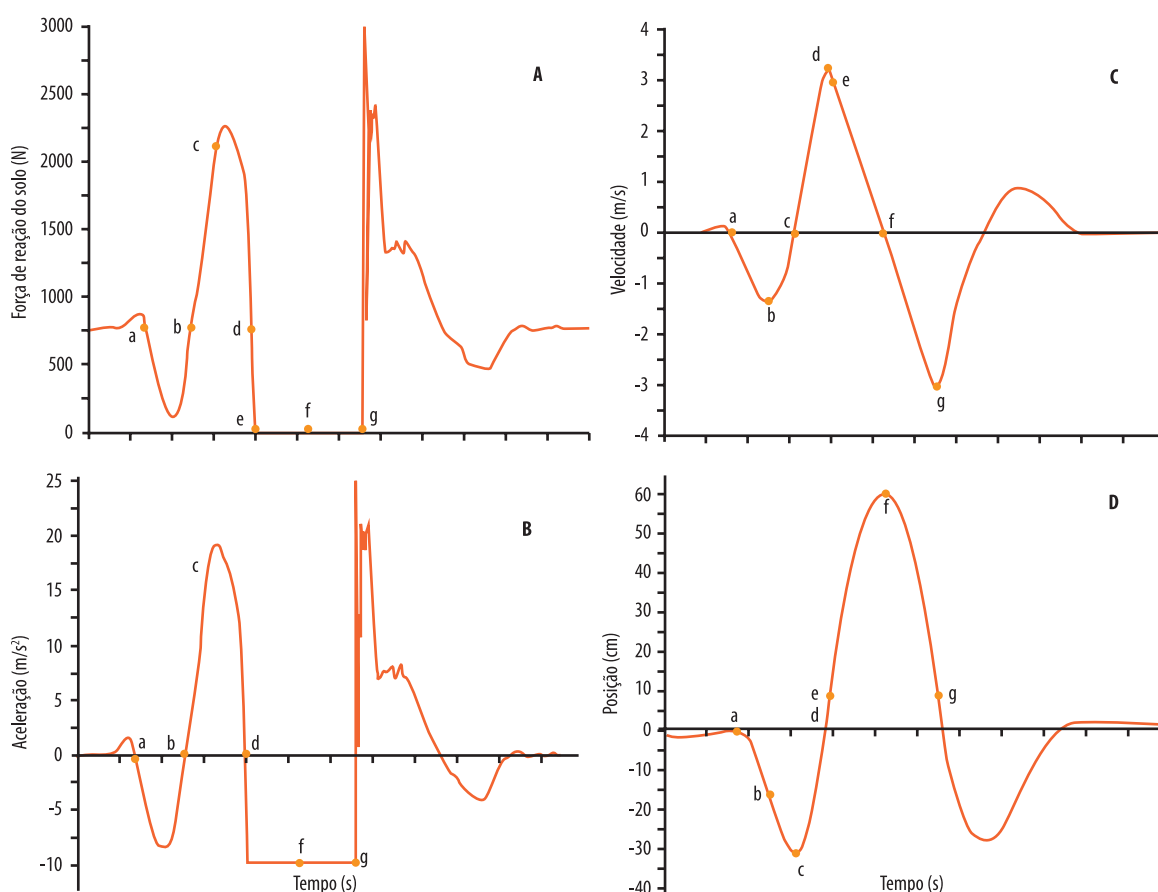 A
Força de reação do solo (N)
3000
2500
2000
1500
1000
500
0
a
b
c
d
e
f
g
C
Velocidade (m/s)
4
3
2
1
0
-1
-2
-3
-4
a
b
c
d
e
f
g
B
Aceleração (m/s²)
25
20
15
10
5
0
-5
-10
a
b
c
d
f
g
Tempo (s)
D
Posição (cm)
60
50
40
30
20
10
0
-10
-20
-30
-40
a
b
c
e
d
f
g
Tempo (s)